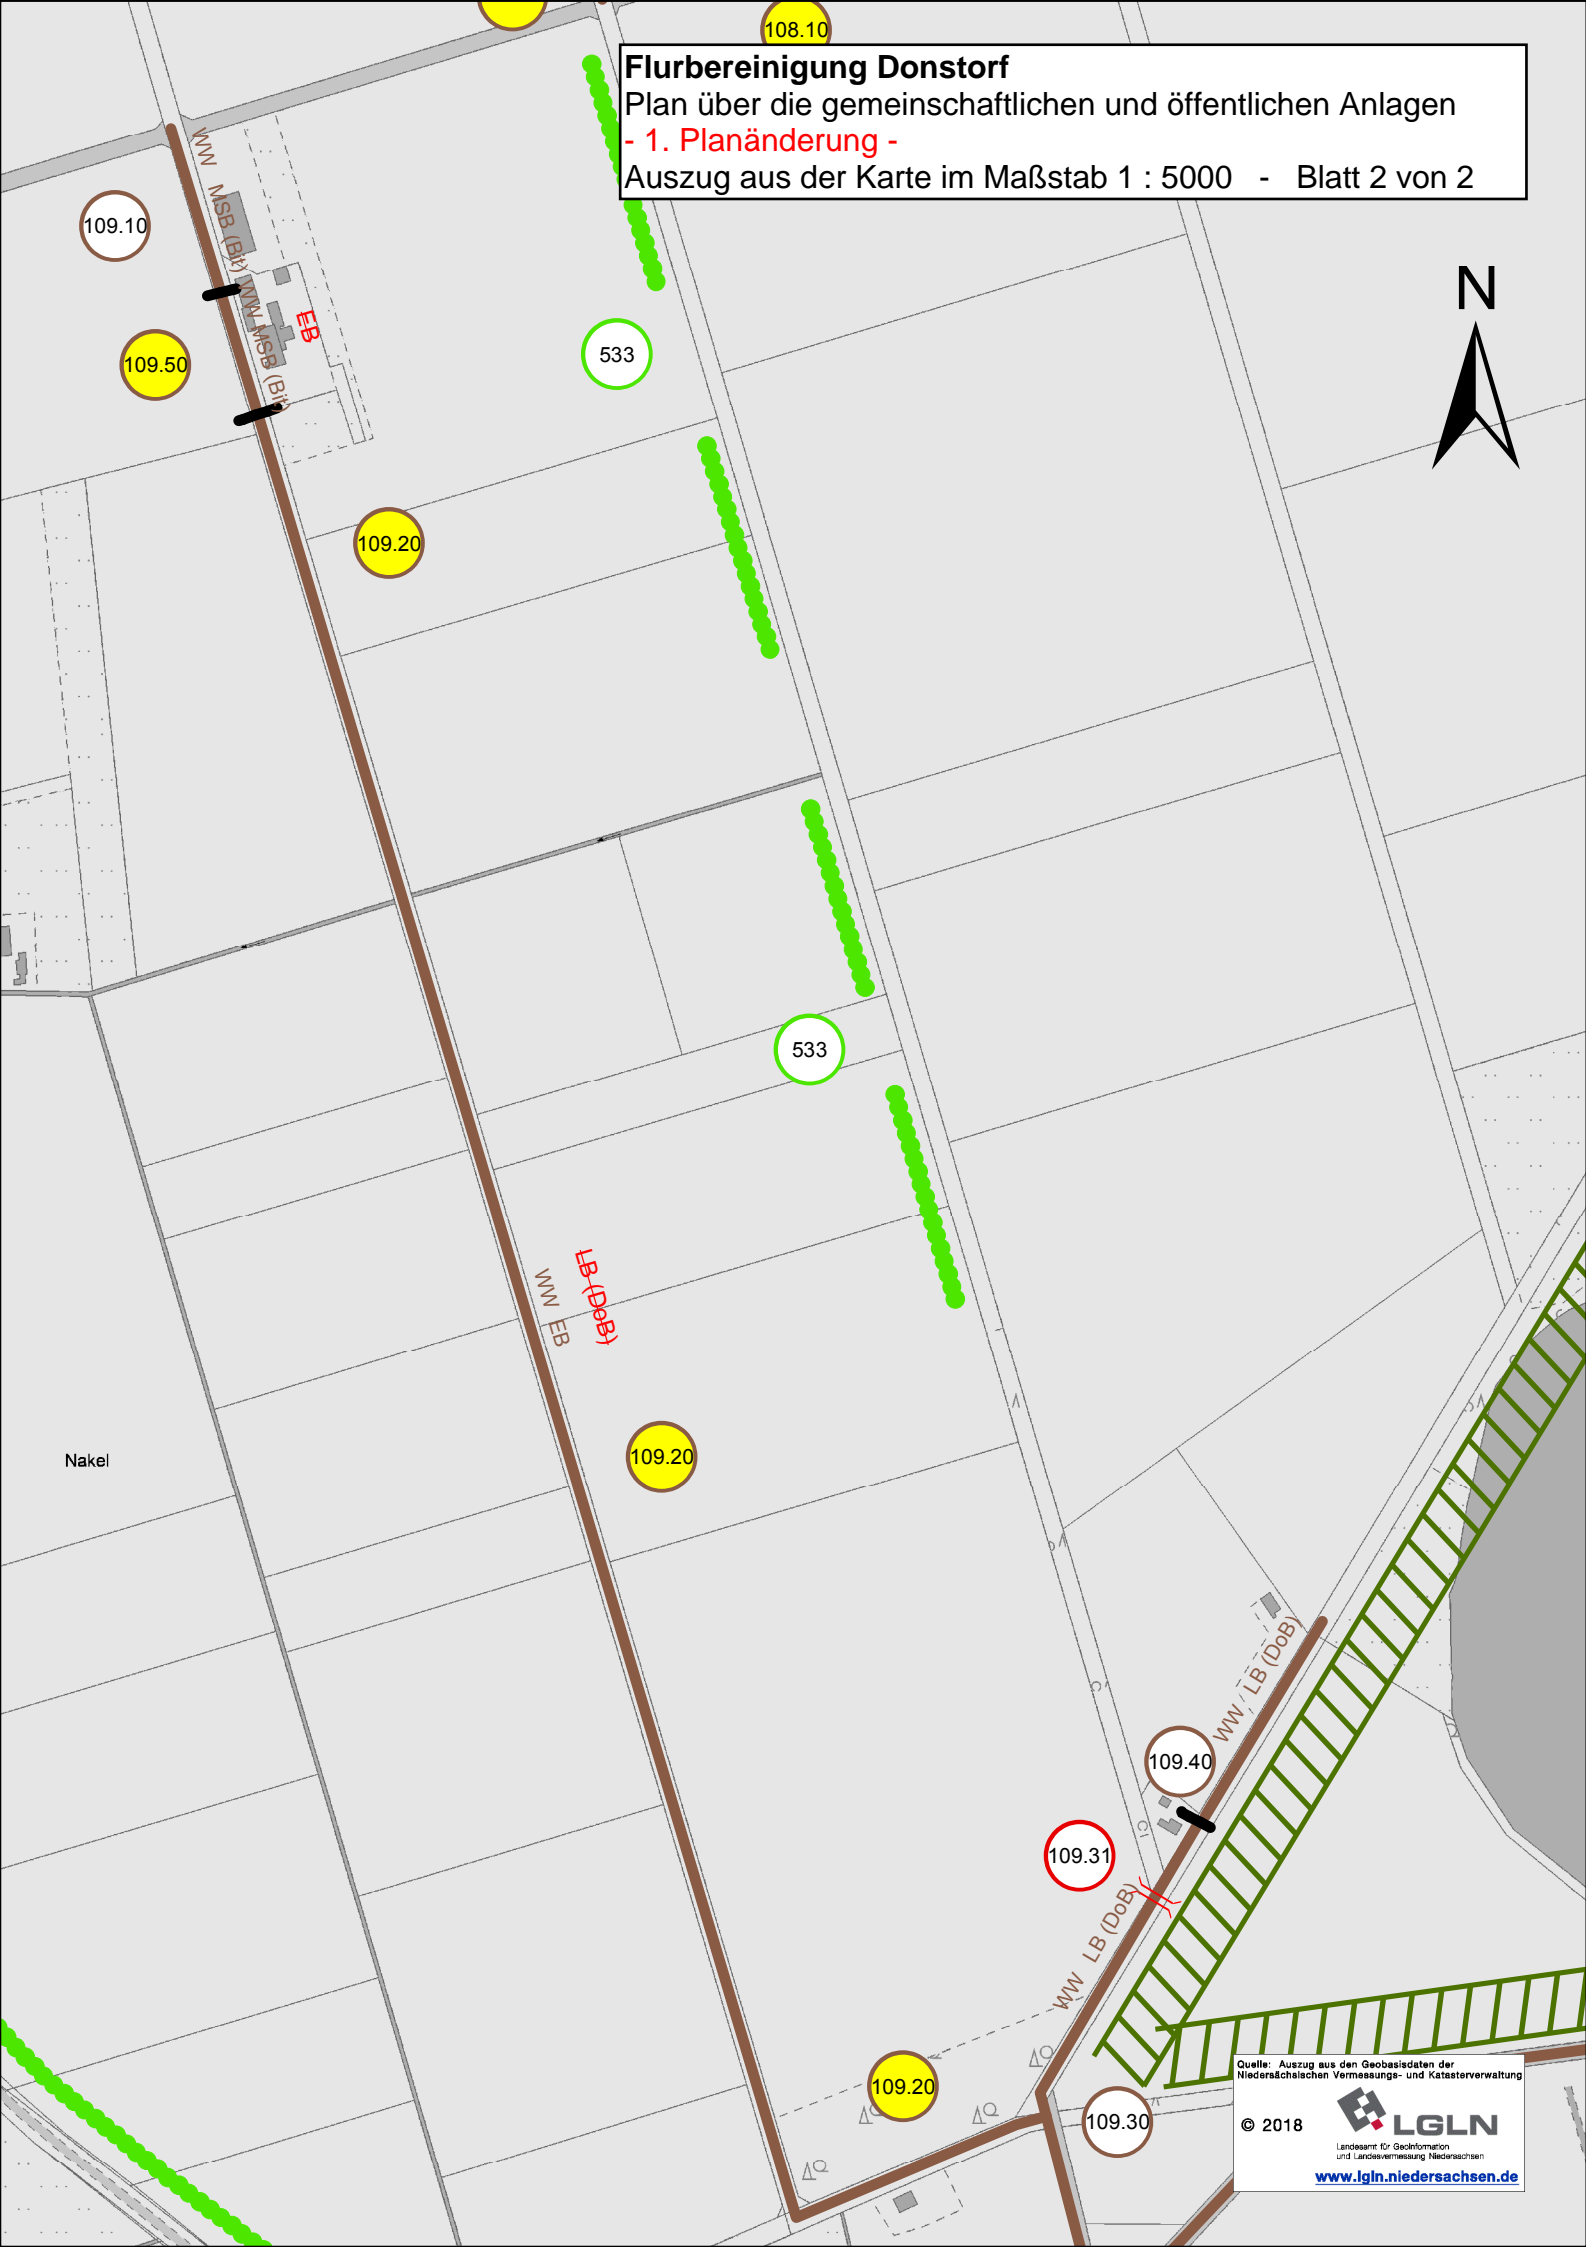 108.10
Flurbereinigung Donstorf
Plan über die gemeinschaftlichen und öffentlichen Anlagen
- 1. Planänderung -
Auszug aus der Karte im Maßstab 1 : 5000 - Blatt 2 von 2
N
WW MSB (Bit)
109.10
WW MSB (Bit)
EB
109.50
533
109.20
533
WW EB
LB (DoB)
109.20
Nakel
WW LB (DoB)
109.40
109.31
WW LB (DoB)
109.20
109.30
Quelle: Auszug aus den Geobasisdaten der
Niedersächsischen Vermessungs- und Katasterverwaltung
© 2018
LGLN
Landesamt für Geoinformation
und Landesvermessung Niedersachsen
www.lgln.niedersachsen.de